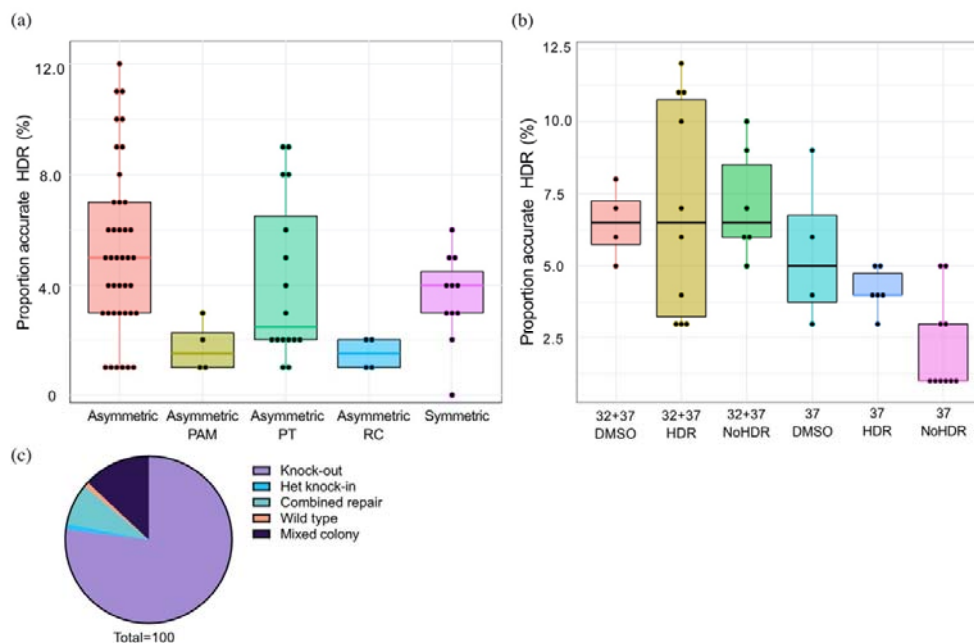 (a)
Proportion accurate HDR (%)
12.0
8.0
4.0
0
Asymmetric
Asymmetric
PAM
Asymmetric
PT
Asymmetric
RC
Symmetric
(b)
Proportion accurate HDR (%)
12.5
10.0
7.5
5.0
2.5
32+37
DMSO
32+37
HDR
32+37
NoHDR
37
DMSO
37
HDR
37
NoHDR
(c)
Knock-out
Het knock-in
Combined repair
Wild type
Mixed colony
Total=100